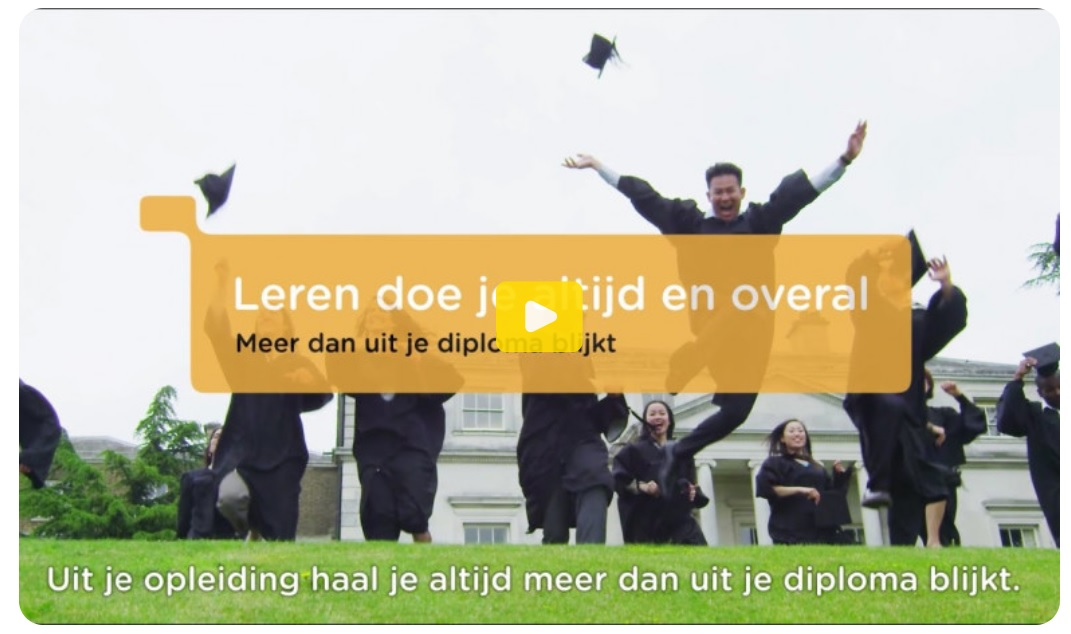 Leren doe je altijd en overal
Meer dan uit je diploma blijkt
Uit je opleiding haal je altijd meer dan uit je diploma blijkt.